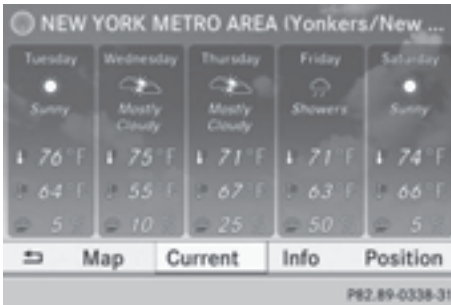 NEW YORK METRO AREA (Yonkers/New ...
Tuesday Wednesday Thursday Friday Saturday
Sunny Mostly Cloudy Mostly Cloudy Showers Sunny
76°F 75°F 71°F 71°F 74°F
64°F 55°F 67°F 63°F 66°F
5% 10% 25% 50% 5%
Map Current Info Position
P82.89-0338-31